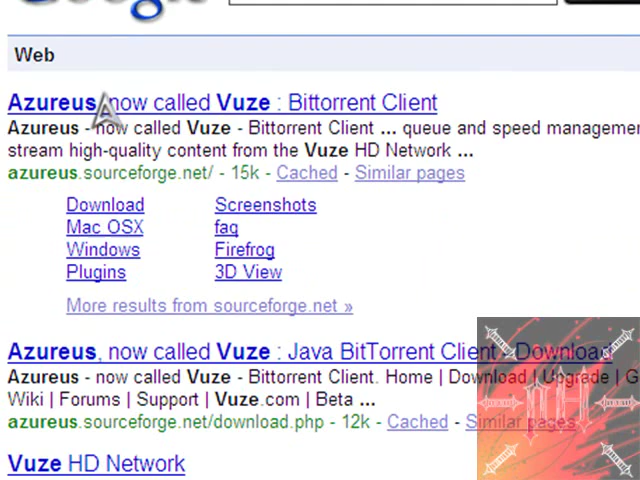 Google
Web
Azureus, now called Vuze : Bittorrent Client
Azureus - now called Vuze - Bittorrent Client ... queue and speed
stream high-quality content from the Vuze HD Network ...
azureus.sourceforge.net/ - 15k - Cached - Similar pages
Download Screenshots
Mac OSX faq
Windows Firefrog
Plugins 3D View
More results from sourceforge.net »
Azureus, now called Vuze : Java BitTorrent Client - Download
Azureus - now called Vuze - Bittorrent Client. Home | Download | Upgrade |
Wiki | Forums | Support | Vuze.com | Beta ...
azureus.sourceforge.net/download.php - 12k - Cached - Similar pages
Vuze HD Network